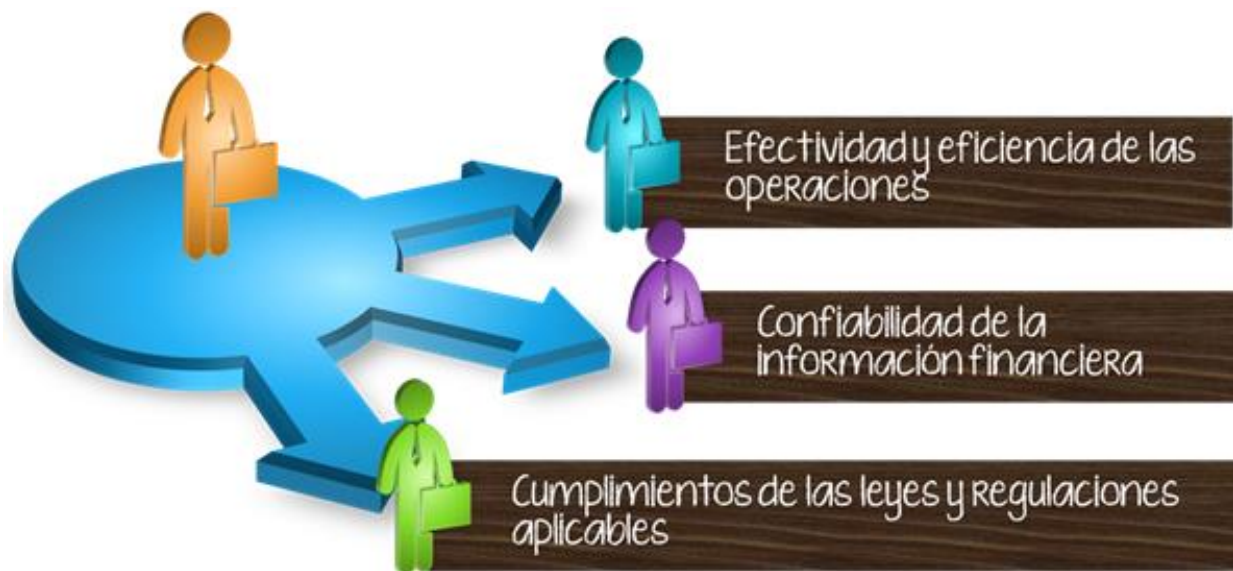 Efectividad y eficiencia de las
operaciones
Confiabilidad de la
información financiera
Cumplimientos de las leyes y regulaciones
aplicables